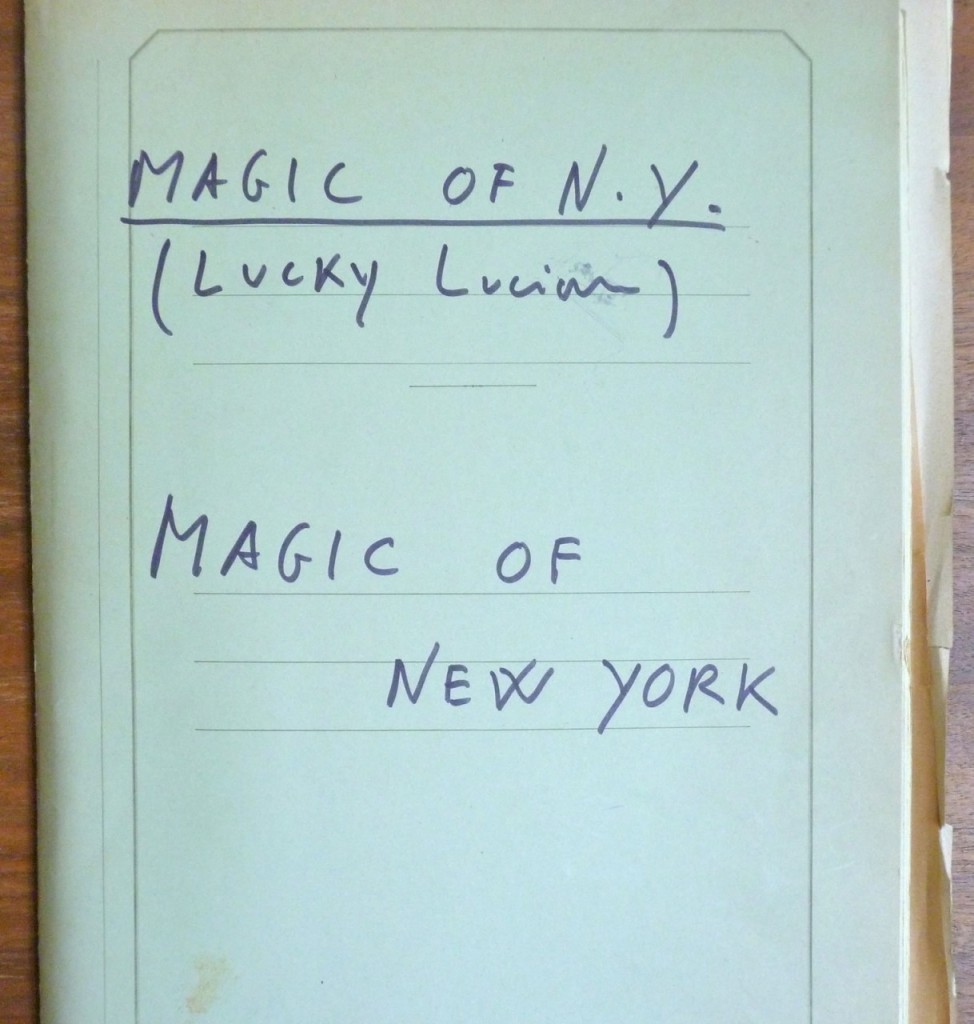 MAGIC OF N.Y.
(LUCKY Lucian)
MAGIC OF
NEW YORK